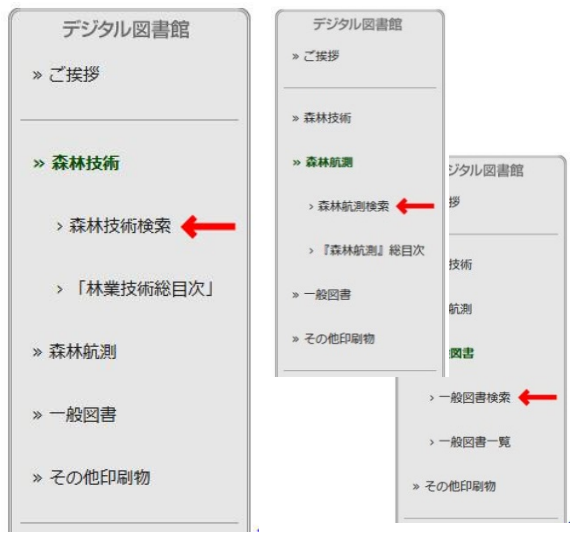 デジタル図書館
» ご挨拶
» 森林技術
› 森林技術検索
› 「林業技術総目次」
» 森林航測
» 一般図書
» その他印刷物
デジタル図書館
» ご挨拶
» 森林技術
» 森林航測
› 森林航測検索
› 『森林航測』総目次
» 一般図書
» その他印刷物
ジタル図書館
拶
技術
航測
図書
› 一般図書検索
› 一般図書一覧
» その他印刷物